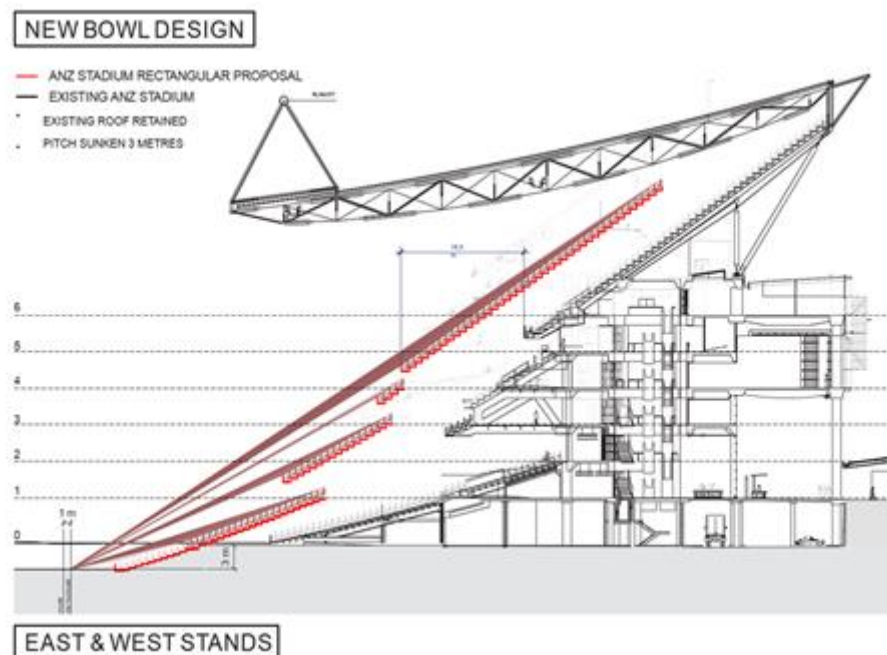 NEW BOWL DESIGN
ANZ STADIUM RECTANGULAR PROPOSAL
EXISTING ANZ STADIUM
EXISTING ROOF RETAINED
PITCH SUNKEN 3 METRES
6
5
4
3
2
1
1 m
0
3 m
EAST & WEST STANDS